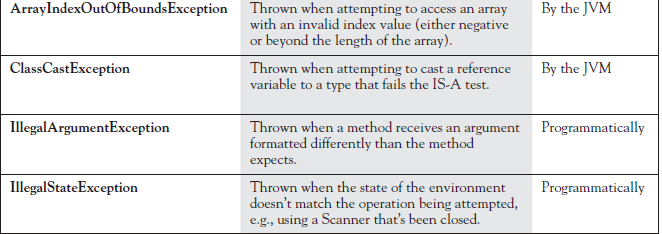 ArrayIndexOutOfBoundsException Thrown when attempting to access an array By the JVM
with an invalid index value (either negative
or beyond the length of the array).
ClassCastException Thrown when attempting to cast a reference By the JVM
variable to a type that fails the IS-A test.
IllegalArgumentException Thrown when a method receives an argument Programmatically
formatted differently than the method
expects.
IllegalStateException Thrown when the state of the environment Programmatically
doesn't match the operation being attempted,
e.g., using a Scanner that's been closed.